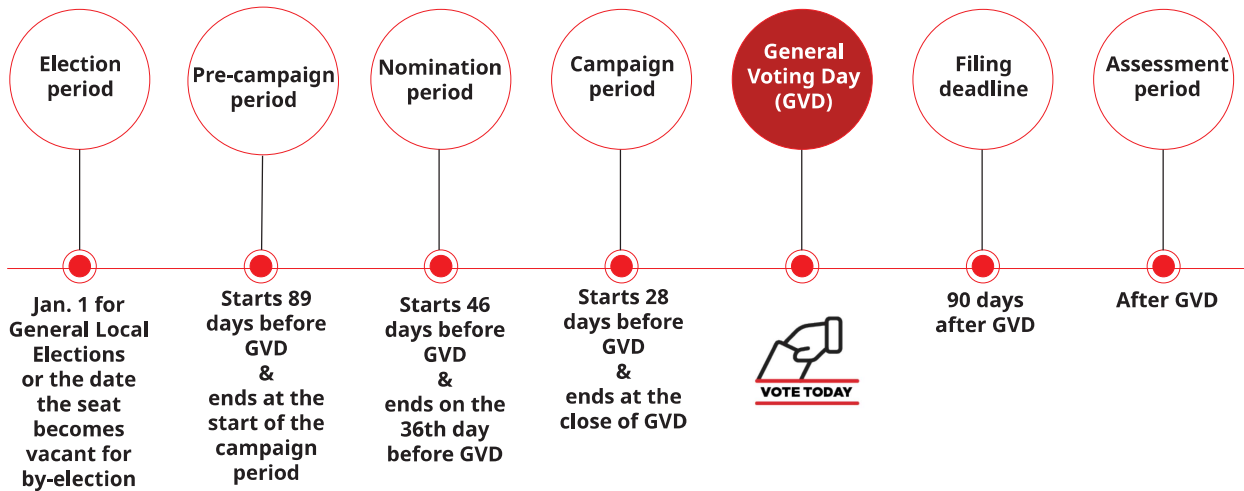 Election
period
Pre-campaign
period
Nomination
period
Campaign
period
General
Voting Day
(GVD)
Filing
deadline
Assessment
period
Jan. 1 for
General Local
Elections
or the date
the seat
becomes
vacant for
by-election
Starts 89
days before
GVD
&
ends at the
start of the
campaign
period
Starts 46
days before
GVD
&
ends on the
36th day
before GVD
Starts 28
days before
GVD
&
ends at the
close of GVD
VOTE TODAY
90 days
after GVD
After GVD